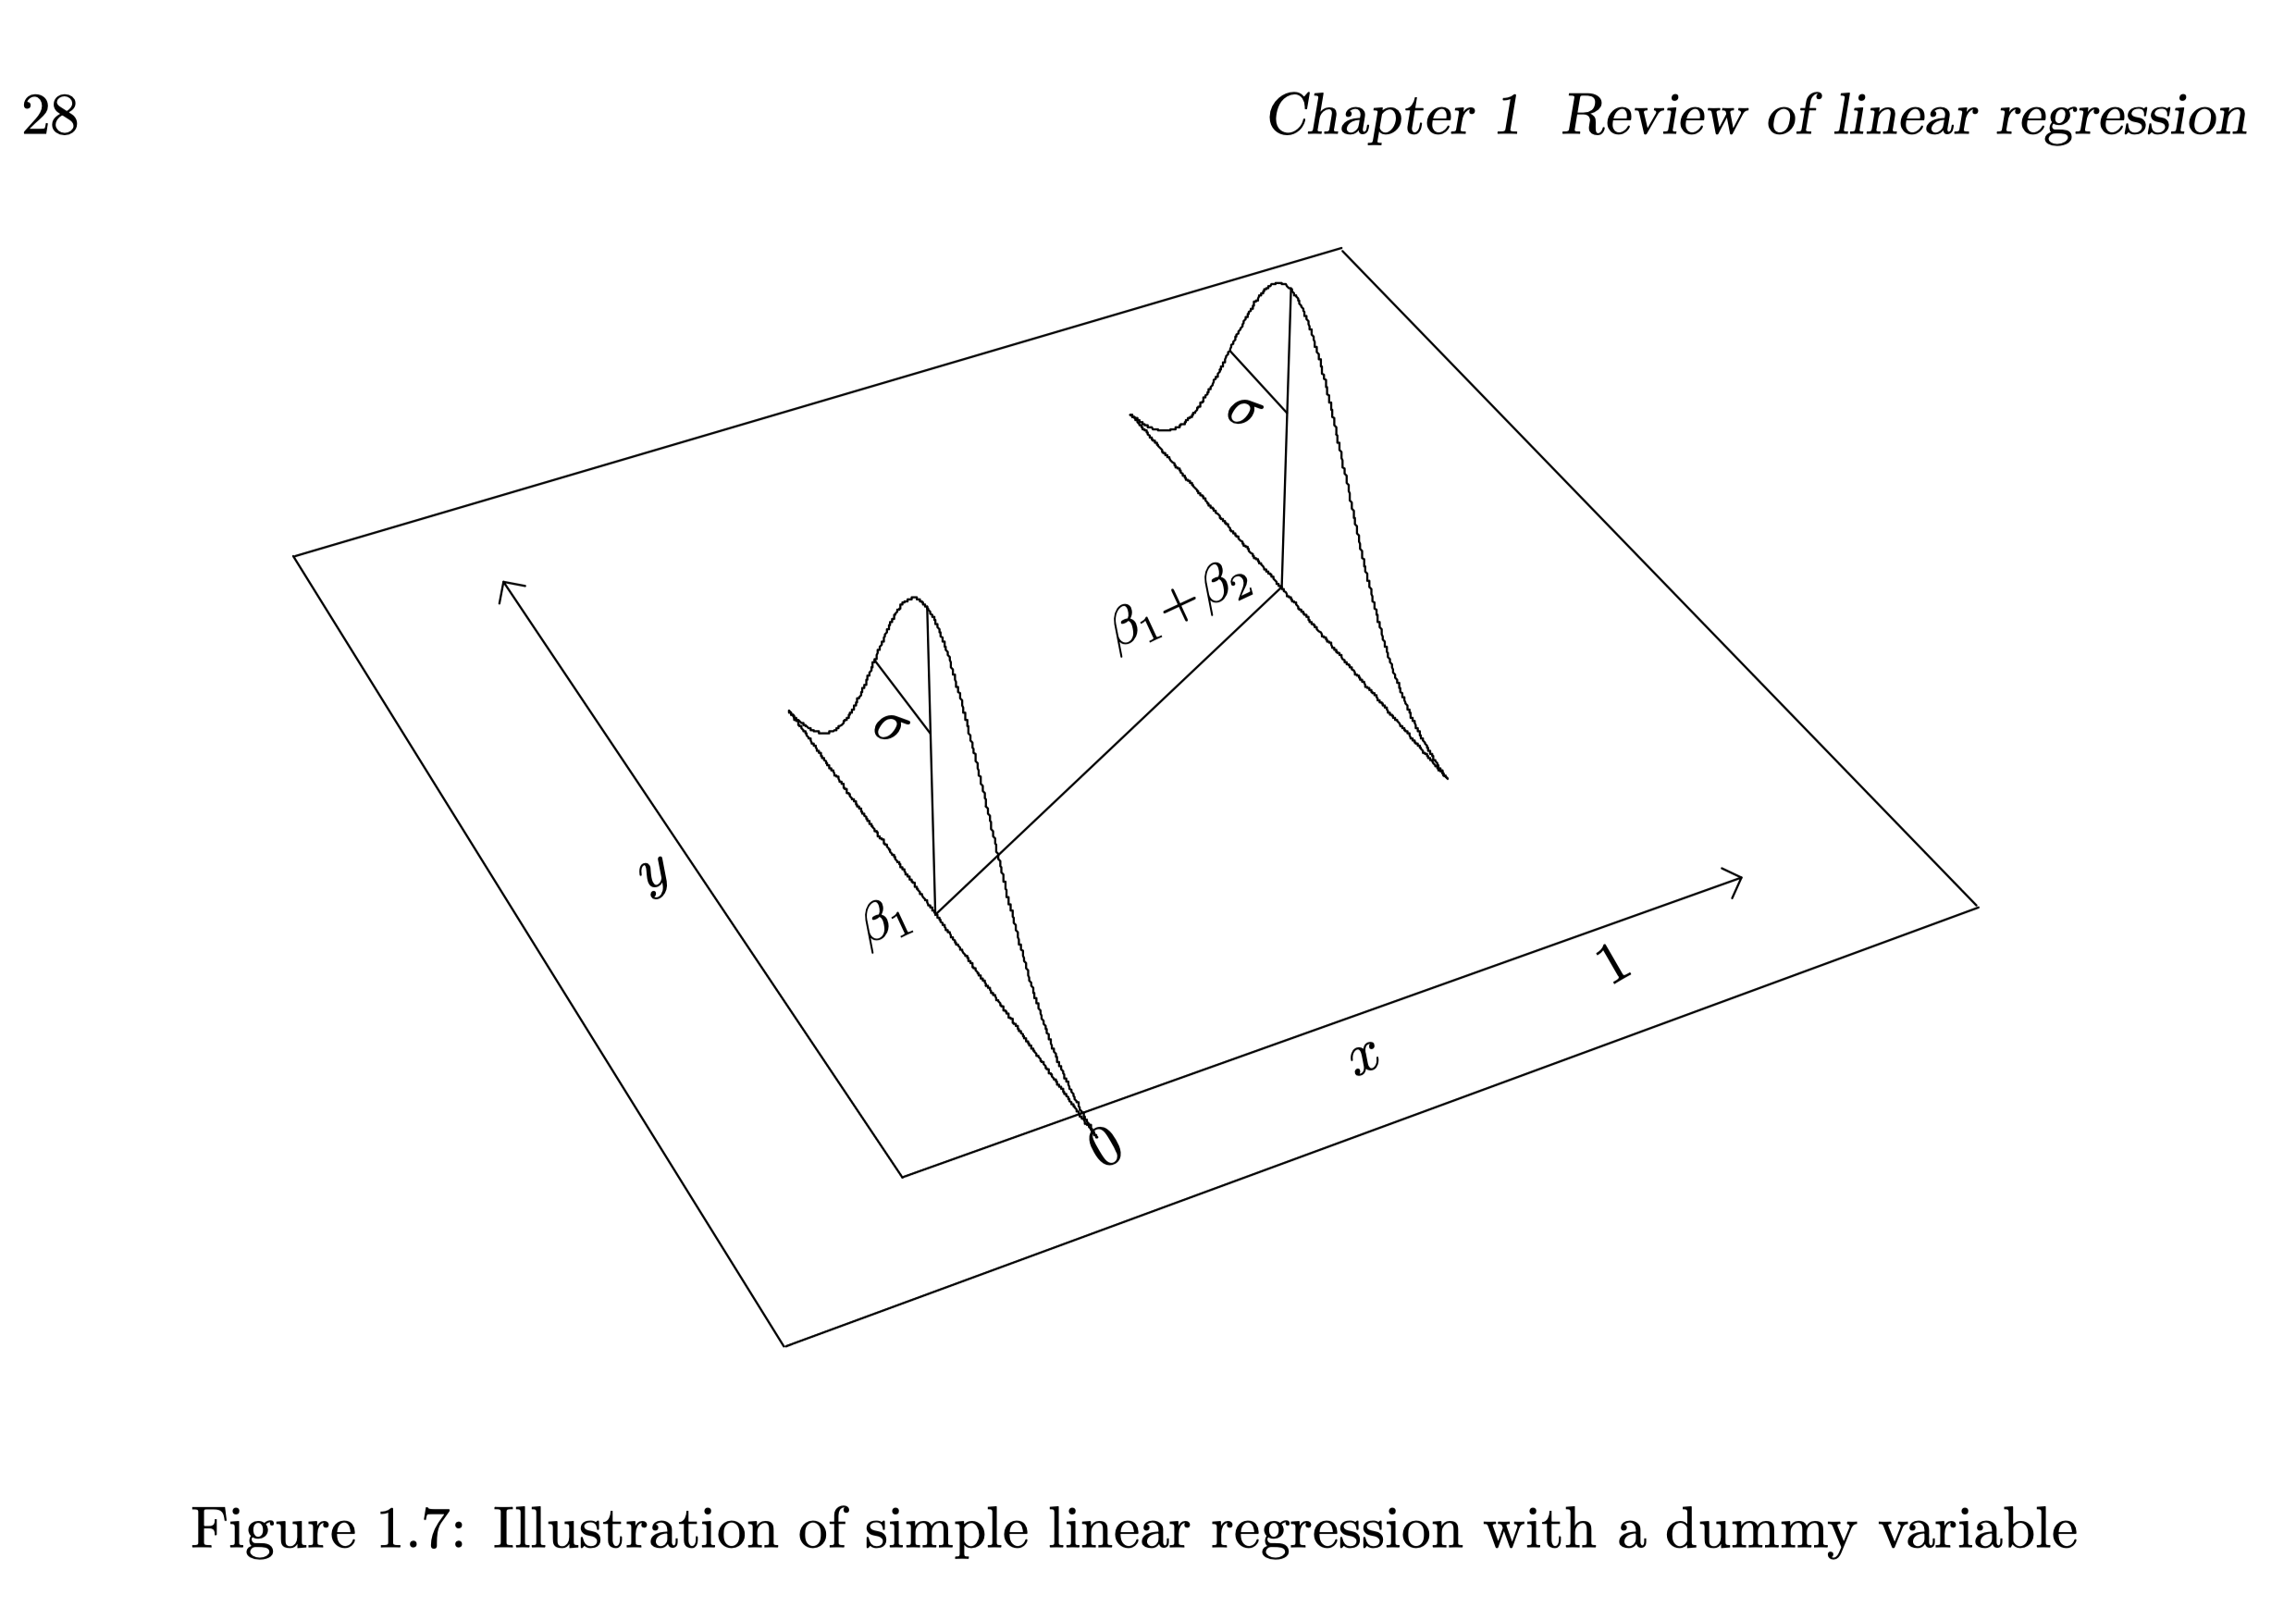 28 Chapter 1 Review of linear regression
σ
β₁+β₂
σ
y
β₁
1
x
0
Figure 1.7: Illustration of simple linear regression with a dummy variable